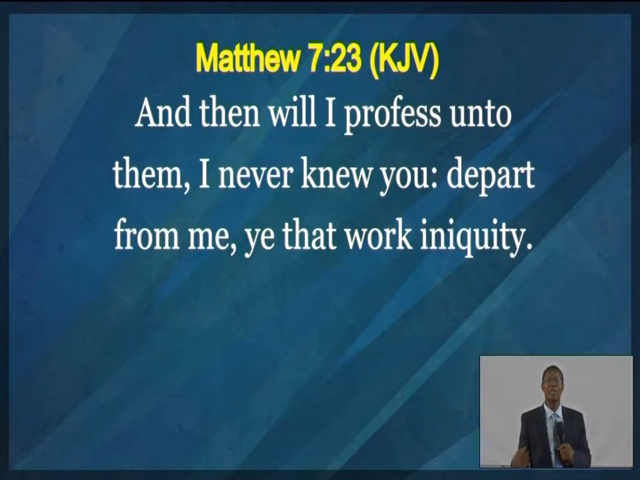 Matthew 7:23 (KJV)
And then will I profess unto
them, I never knew you: depart
from me, ye that work iniquity.